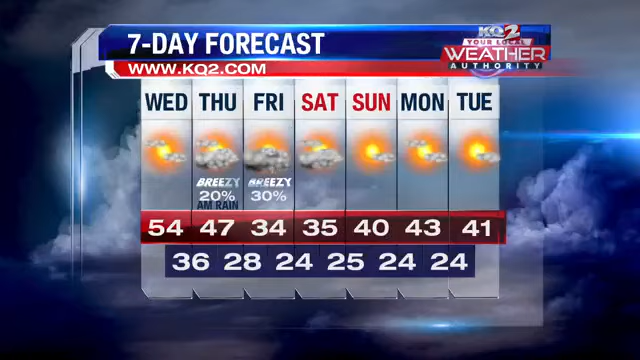 7-DAY FORECAST
WWW.KQ2.COM
KQ2
YOUR LOCAL
WEATHER
AUTHORITY
WED THU FRI SAT SUN MON TUE
BREEZY BREEZY
20% 30%
AM RAIN
54 47 34 35 40 43 41
36 28 24 25 24 24